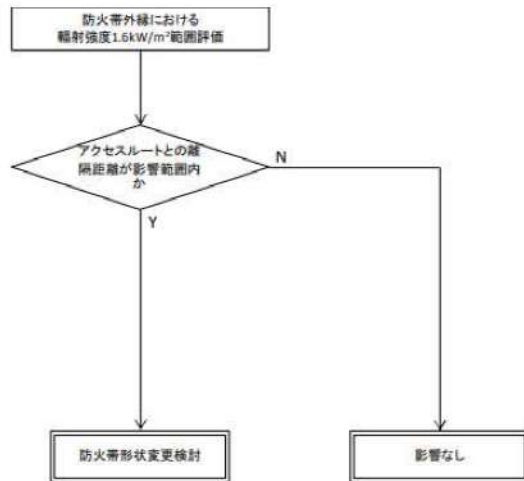 防火帯外縁における
輻射強度1.6kW/m²範囲評価
アクセスルートとの離
隔距離が影響範囲内
か
N
Y
防火帯形状変更検討
影響なし